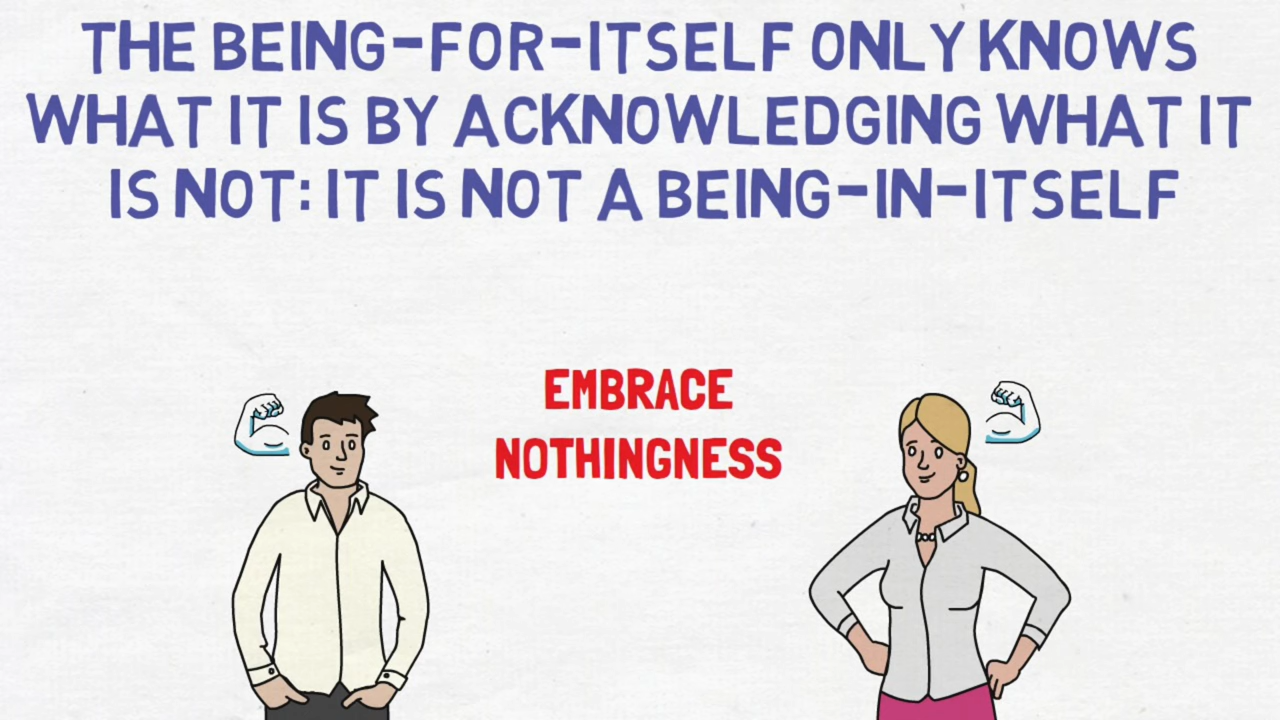 THE BEING-FOR-ITSELF ONLY KNOWS
WHAT IT IS BY ACKNOWLEDGING WHAT IT
IS NOT: IT IS NOT A BEING-IN-ITSELF
EMBRACE
NOTHINGNESS